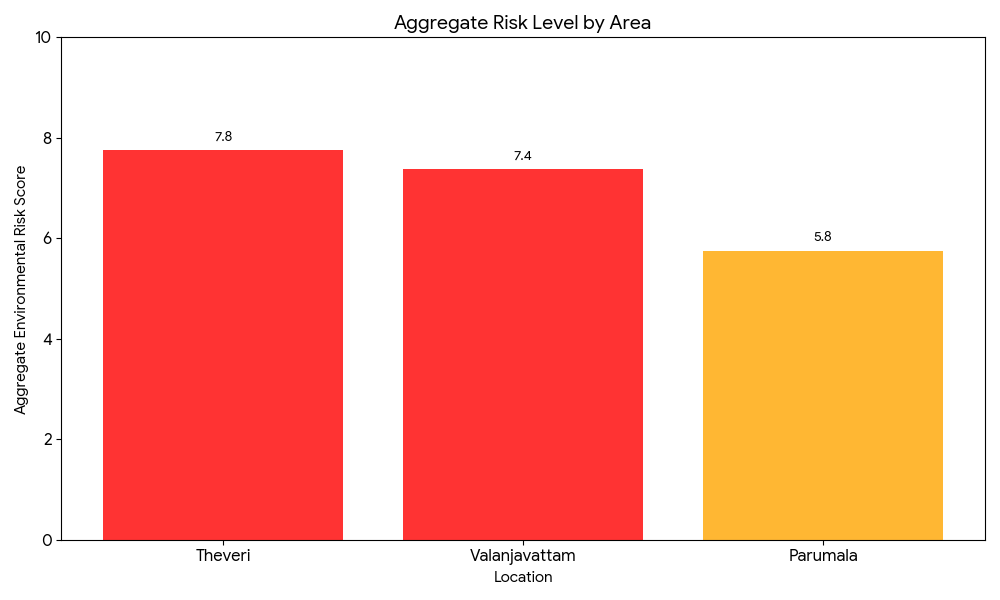 Aggregate Risk Level by Area
Aggregate Environmental Risk Score
10
8
6
4
2
0
7.8
7.4
5.8
Theveri
Valanjavattam
Parumala
Location